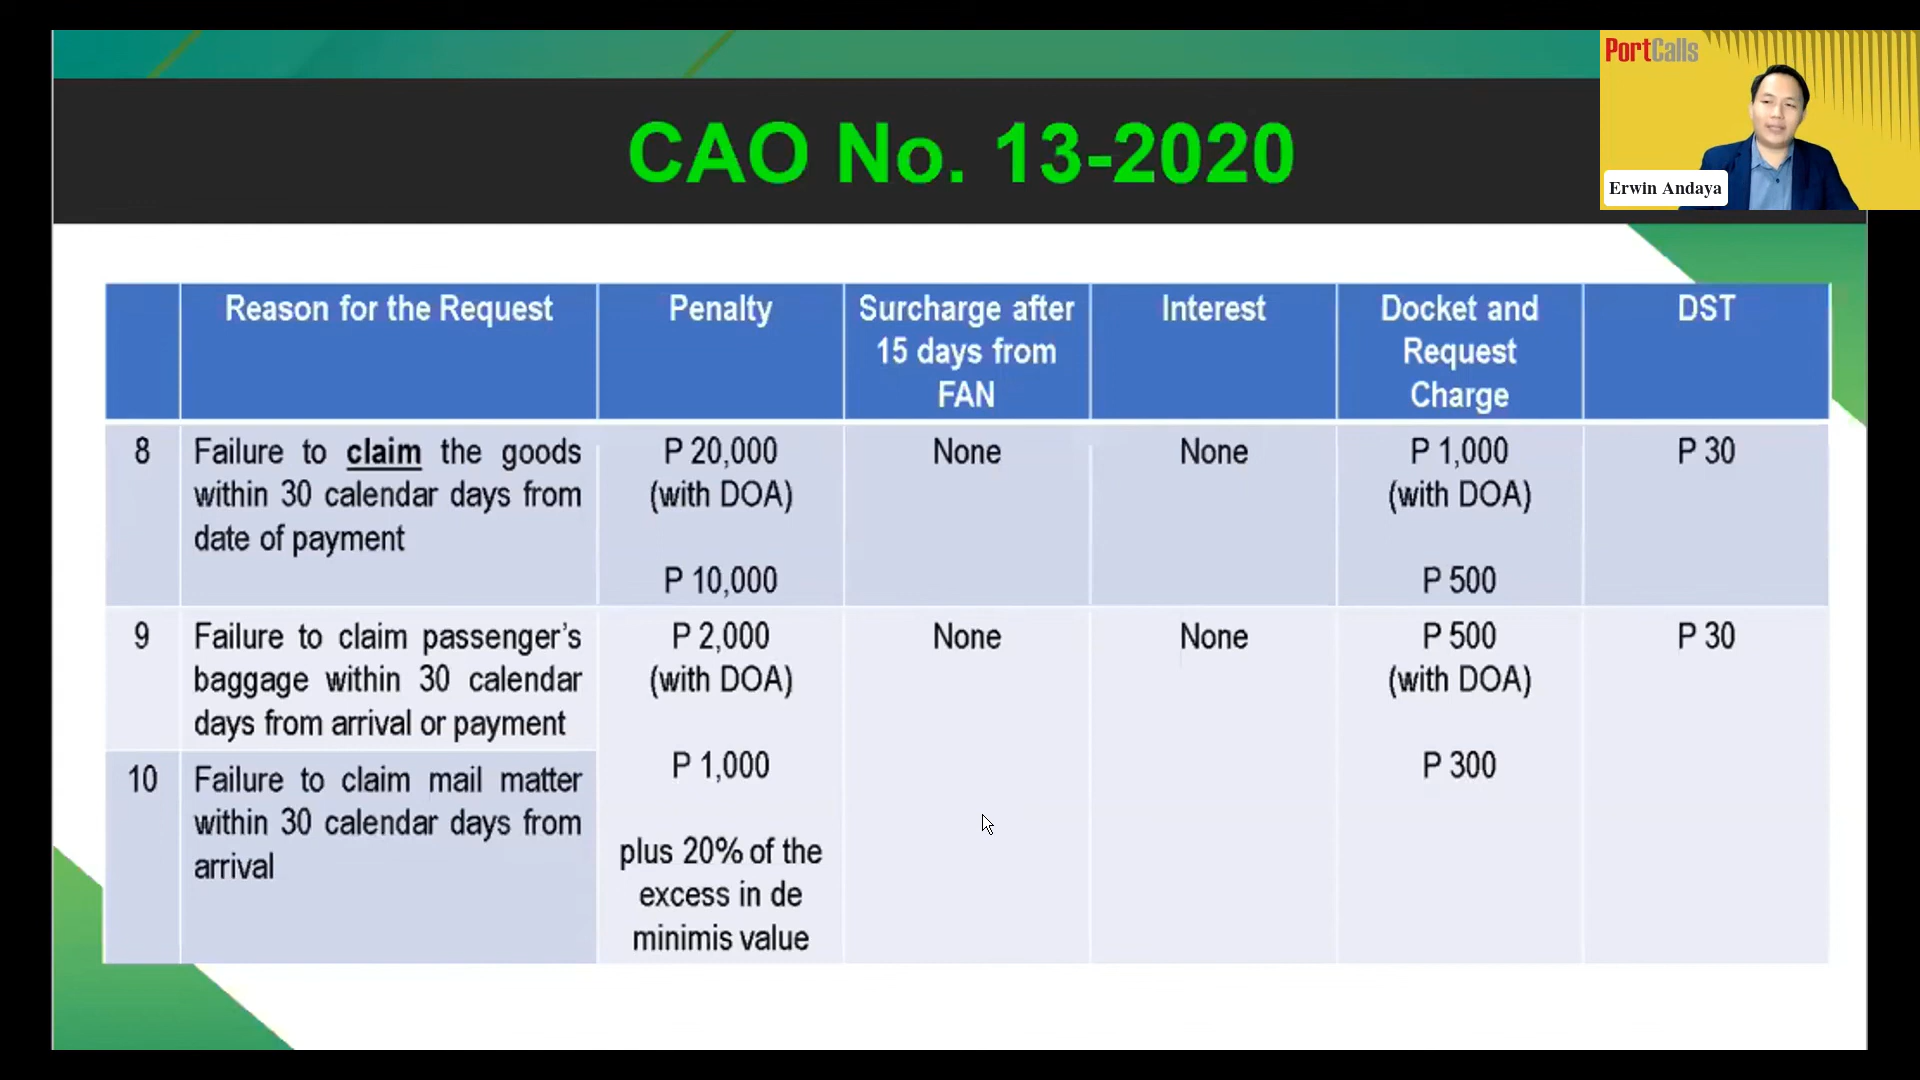 PortCalls
Erwin Andaya
CAO No. 13-2020
Reason for the Request
Penalty
Surcharge after
15 days from
FAN
Interest
Docket and
Request
Charge
DST
8
Failure to claim the goods
within 30 calendar days from
date of payment
P 20,000
(with DOA)
P 10,000
None
None
P 1,000
(with DOA)
P 500
P 30
9
Failure to claim passenger's
baggage within 30 calendar
days from arrival or payment
P 2,000
(with DOA)
P 1,000
plus 20% of the
excess in de
minimis value
None
None
P 500
(with DOA)
P 300
P 30
10
Failure to claim mail matter
within 30 calendar days from
arrival